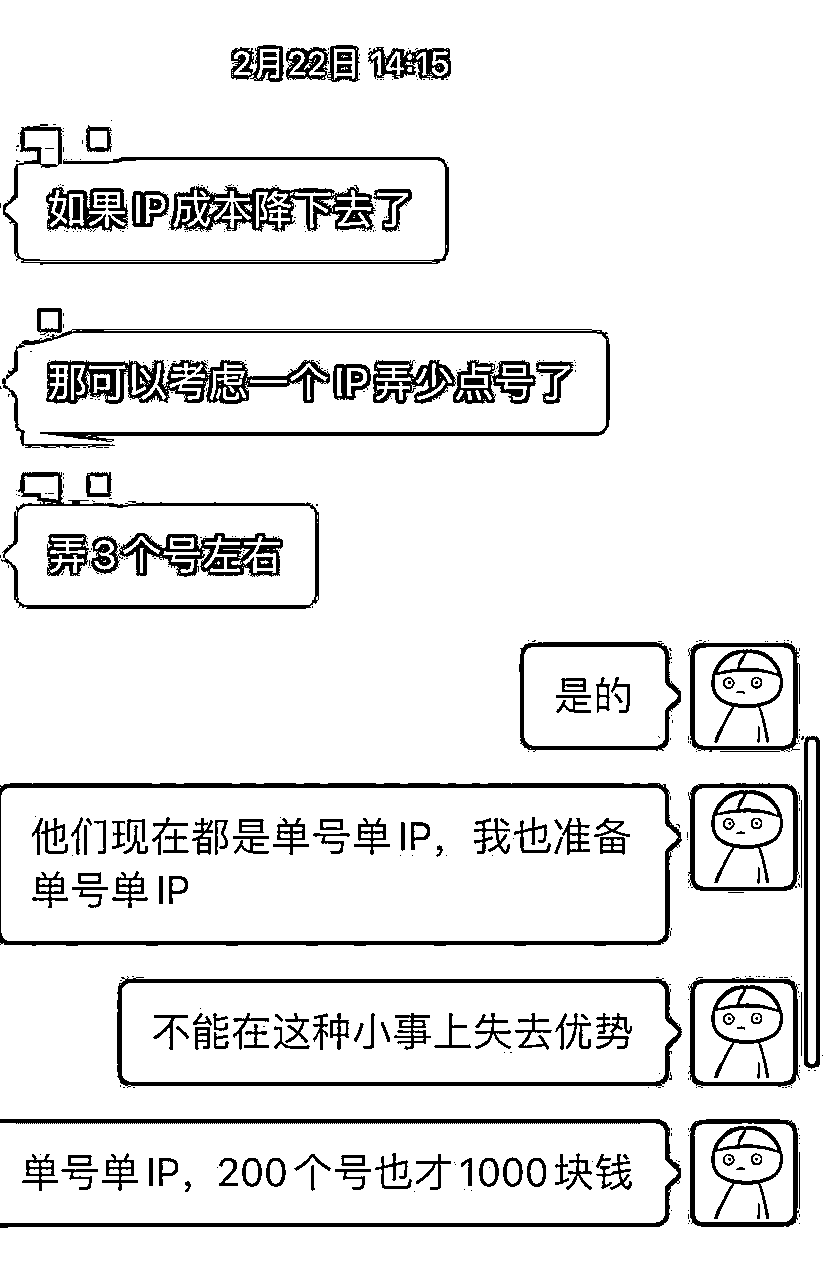 2月22日 14:15
如果IP成本降下去了
那可以考虑一个IP弄少点号了
弄3个号左右
是的
他们现在都是单号单IP，我也准备
单号单IP
不能在这种小事上失去优势
单号单IP，200个号也才1000块钱